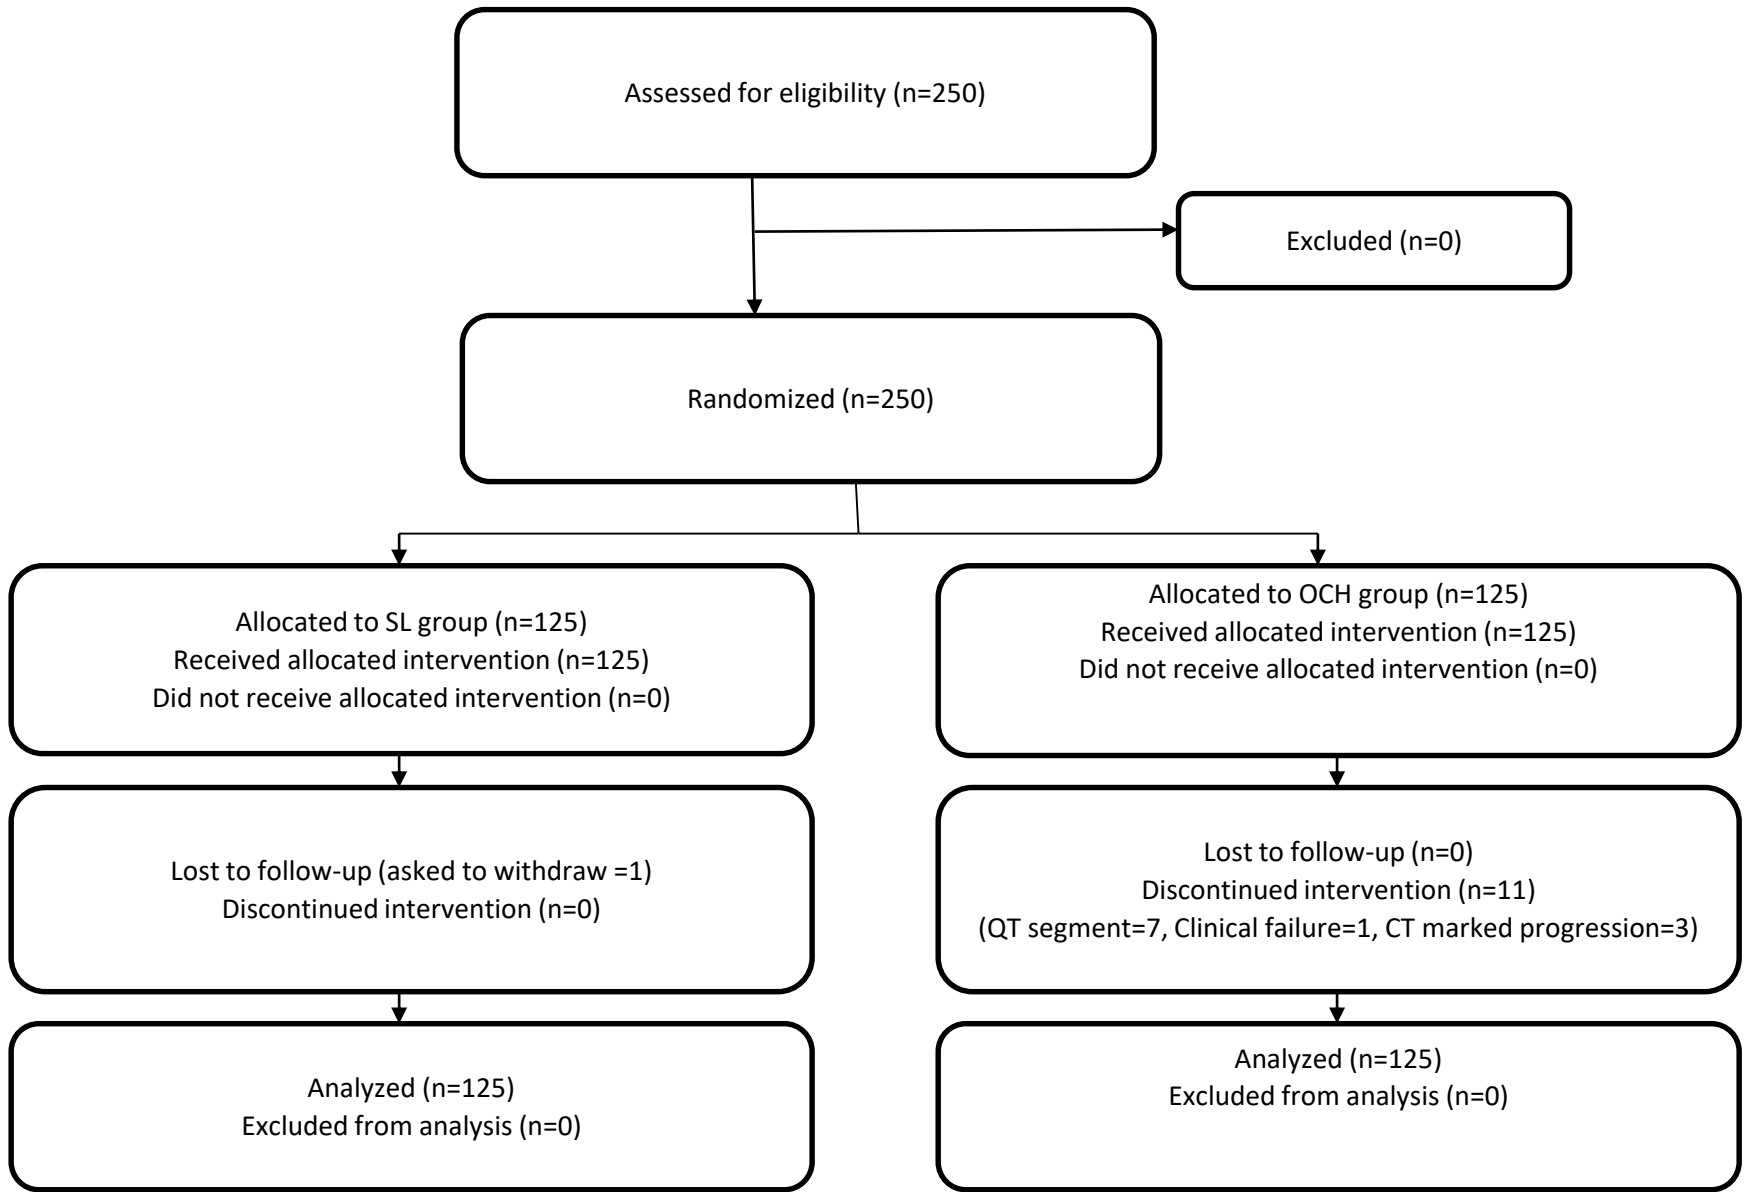 Assessed for eligibility (n=250)
Excluded (n=0)
Randomized (n=250)
Allocated to SL group (n=125)
Received allocated intervention (n=125)
Did not receive allocated intervention (n=0)
Allocated to OCH group (n=125)
Received allocated intervention (n=125)
Did not receive allocated intervention (n=0)
Lost to follow-up (asked to withdraw =1)
Discontinued intervention (n=0)
Lost to follow-up (n=0)
Discontinued intervention (n=11)
(QT segment=7, Clinical failure=1, CT marked progression=3)
Analyzed (n=125)
Excluded from analysis (n=0)
Analyzed (n=125)
Excluded from analysis (n=0)